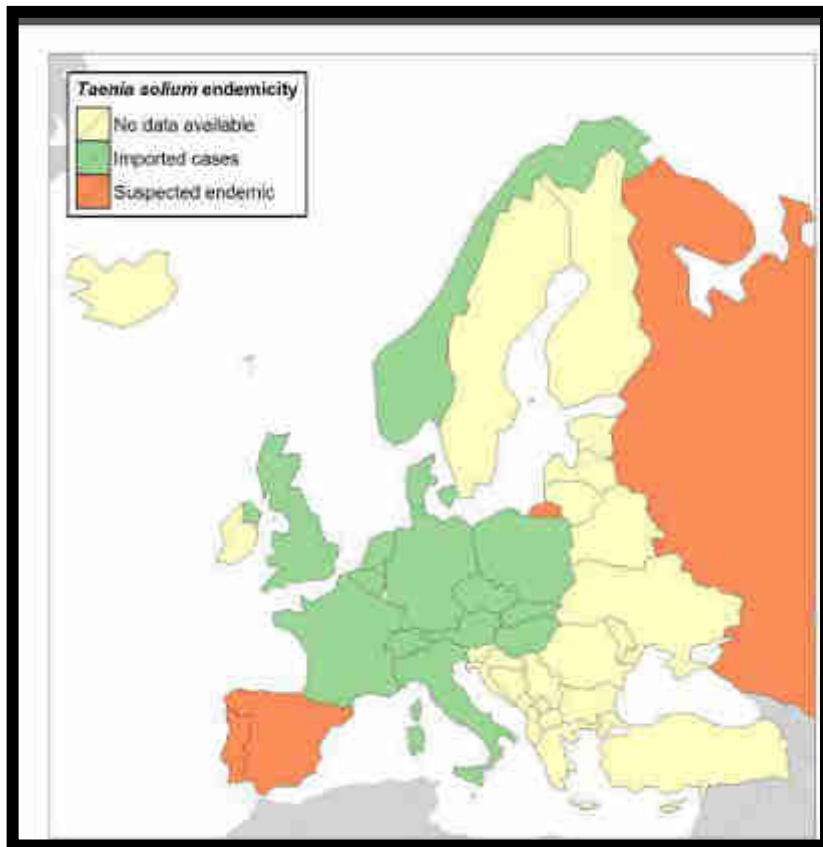 Taenia solium endemicity
No data available
Imported cases
Suspected endemic